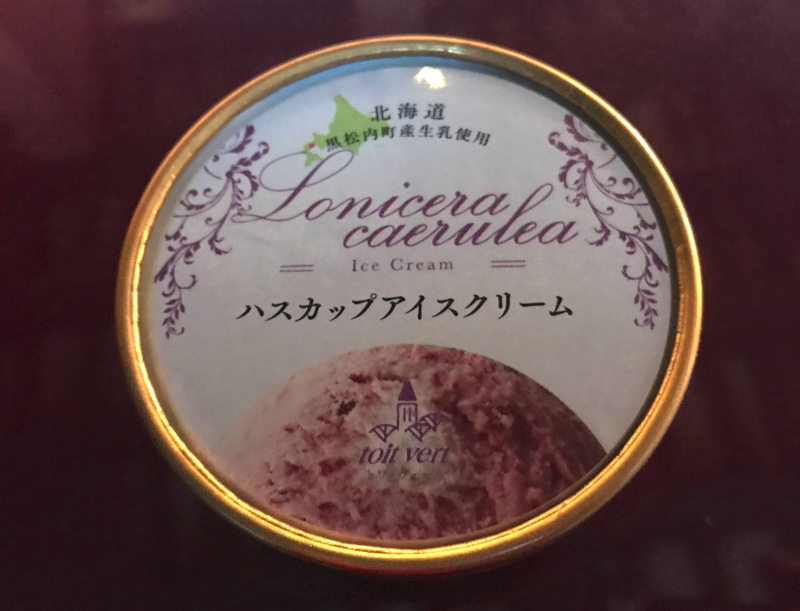 北海道
黒松内町産生乳使用
Lonicera
caerulea
Ice Cream
ハスカップアイスクリーム
toit vert